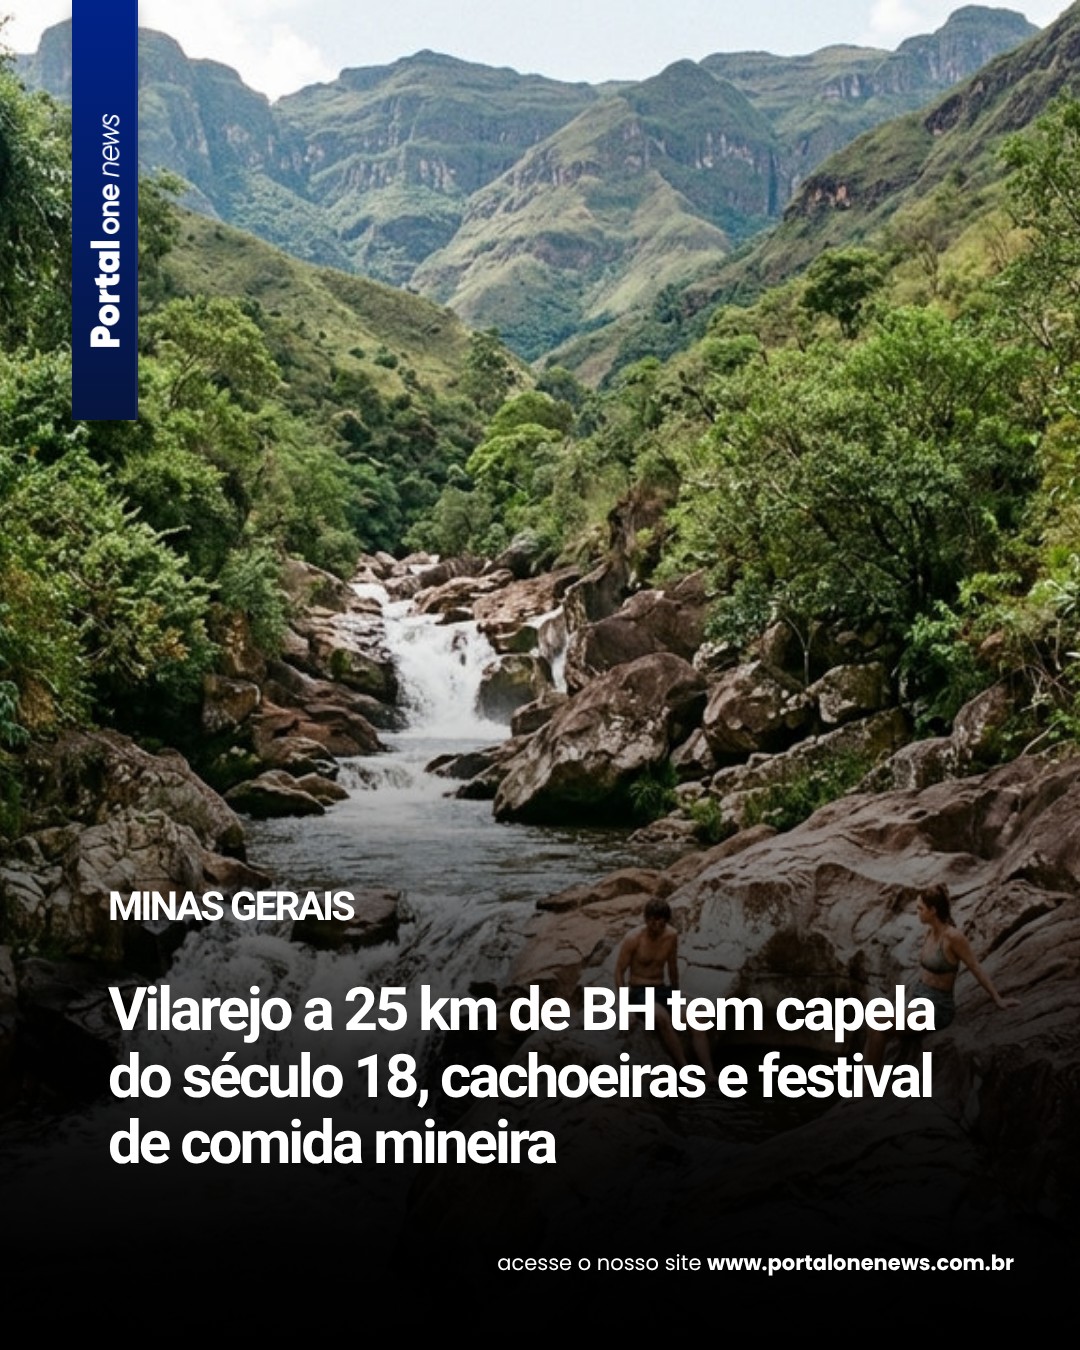 Portal one news
MINAS GERAIS
Vilarejo a 25 km de BH tem capela
do século 18, cachoeiras e festival
de comida mineira
acesse o nosso site www.portalonenews.com.br